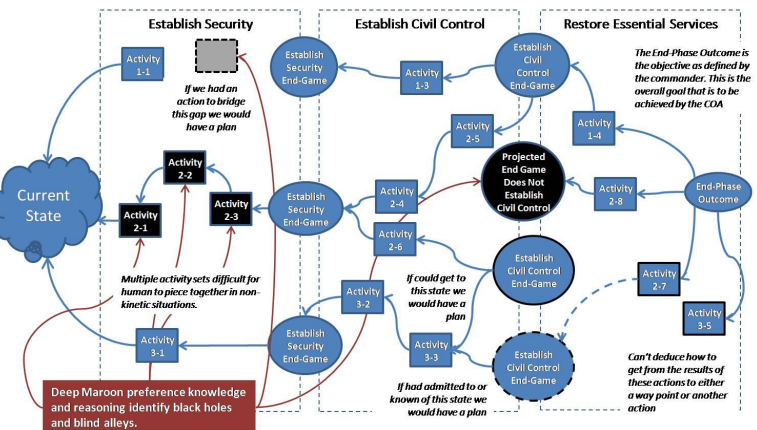 Establish Security
Establish Civil Control
Restore Essential Services
Activity
1-1
If we had an
action to bridge
this gap we would
have a plan
Establish
Security
End-Game
Activity
1-3
Establish
Civil
Control
End-Game
The End-Phase Outcome is
the objective as defined by
the commander. This is the
overall goal that is to be
achieved by the COA
Activity
1-4
Activity
2-5
Projected
End Game
Does Not
Establish
Civil Control
Activity
2-2
Current
State
Activity
2-1
Activity
2-3
Establish
Security
End-Game
Activity
2-4
Activity
2-6
Activity
2-8
End-Phase
Outcome
Multiple activity sets difficult for
human to piece together in non-
kinetic situations.
Activity
3-2
If could get to
this state we
would have a
plan
Establish
Civil Control
End-Game
Activity
2-7
Activity
3-5
Activity
3-1
Establish
Security
End-Game
Activity
3-3
Establish
Civil Control
End-Game
Can't deduce how to
get from the results of
these actions to either
a way point or another
action
If had admitted to or
known of this state we
would have a plan
Deep Maroon preference knowledge
and reasoning identify black holes
and blind alleys.